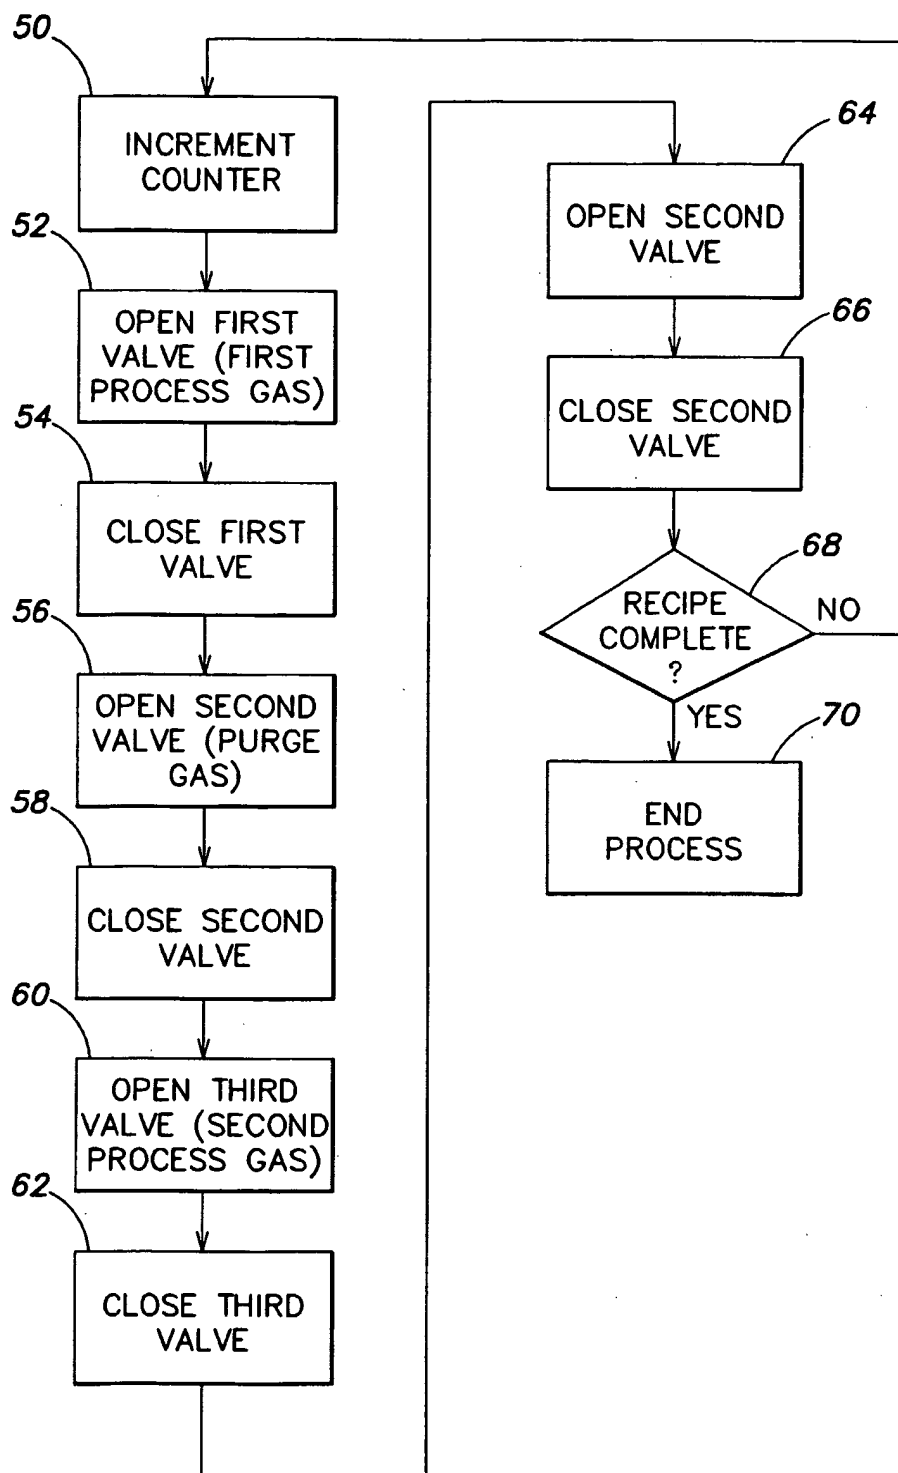 50
INCREMENT
COUNTER
52
OPEN FIRST
VALVE (FIRST
PROCESS GAS)
54
CLOSE FIRST
VALVE
56
OPEN SECOND
VALVE (PURGE
GAS)
58
CLOSE SECOND
VALVE
60
OPEN THIRD
VALVE (SECOND
PROCESS GAS)
62
CLOSE THIRD
VALVE
64
OPEN SECOND
VALVE
66
CLOSE SECOND
VALVE
68
RECIPE
COMPLETE
?
NO
YES
70
END
PROCESS